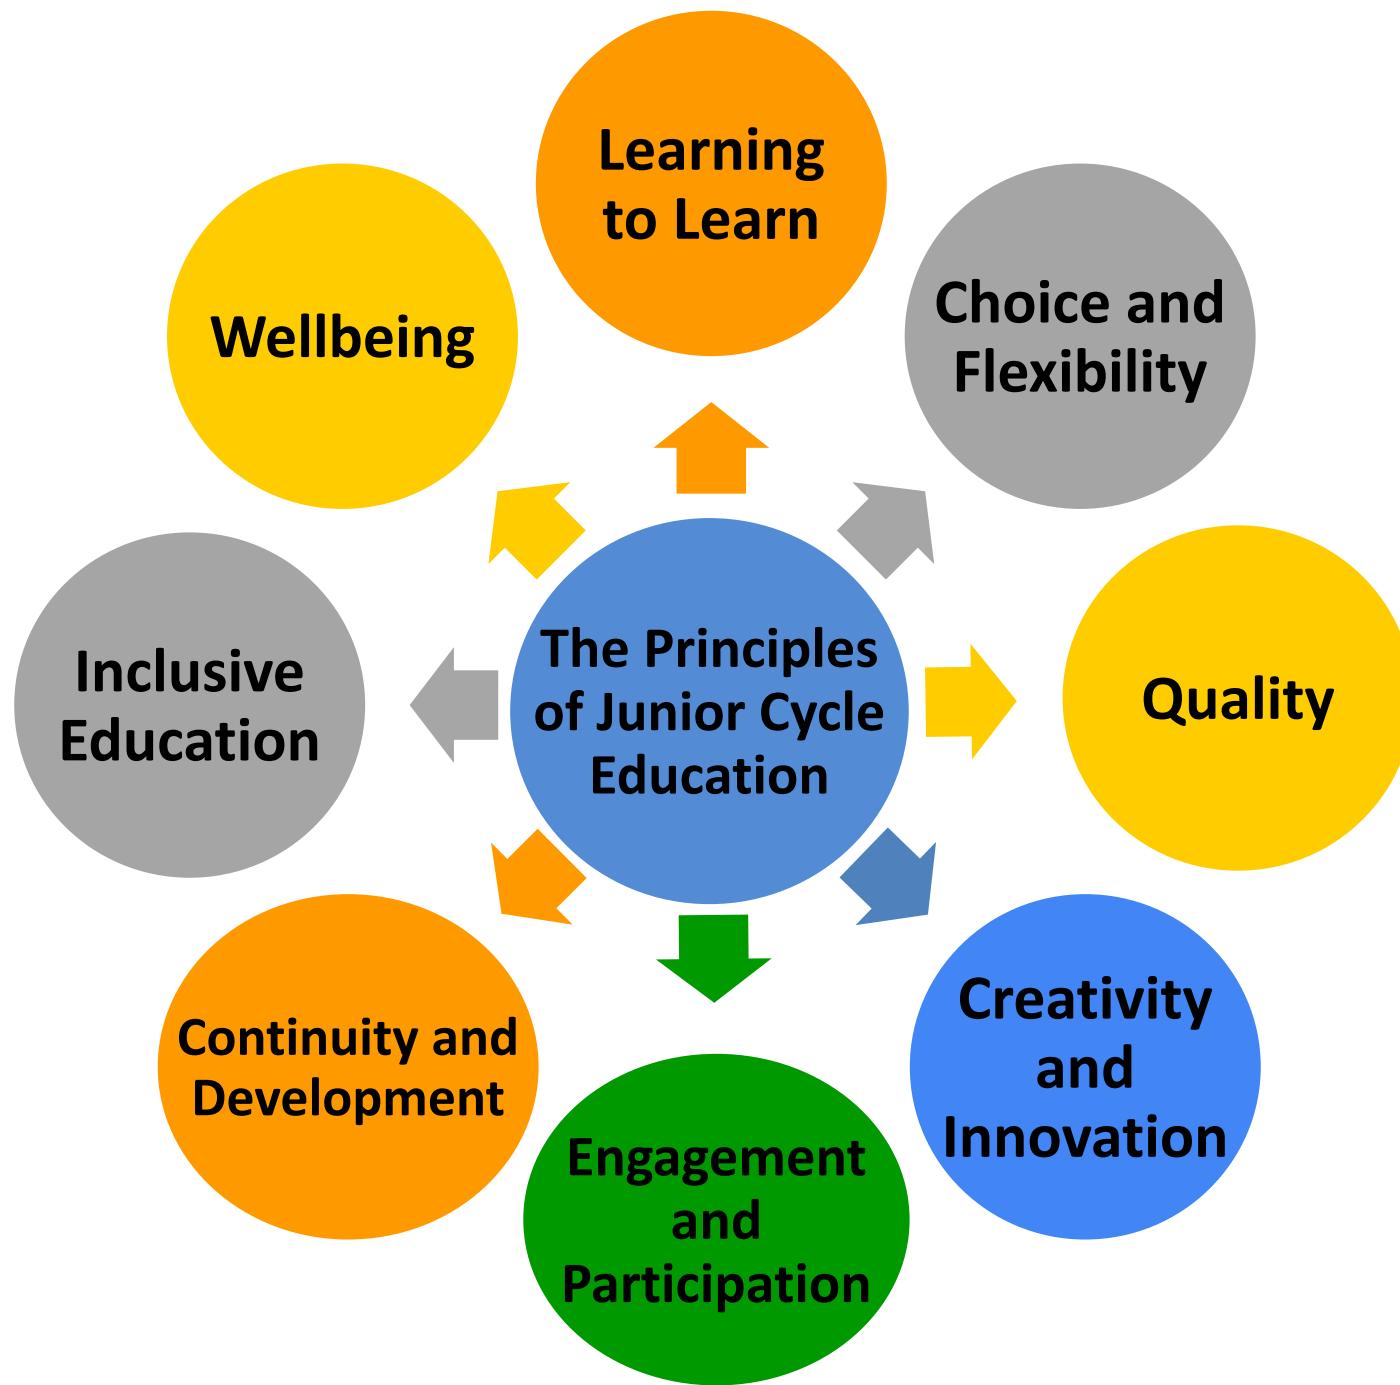 Learning
to Learn
Choice and
Flexibility
Quality
Creativity
and
Innovation
Engagement
and
Participation
Continuity and
Development
Inclusive
Education
Wellbeing
The Principles
of Junior Cycle
Education